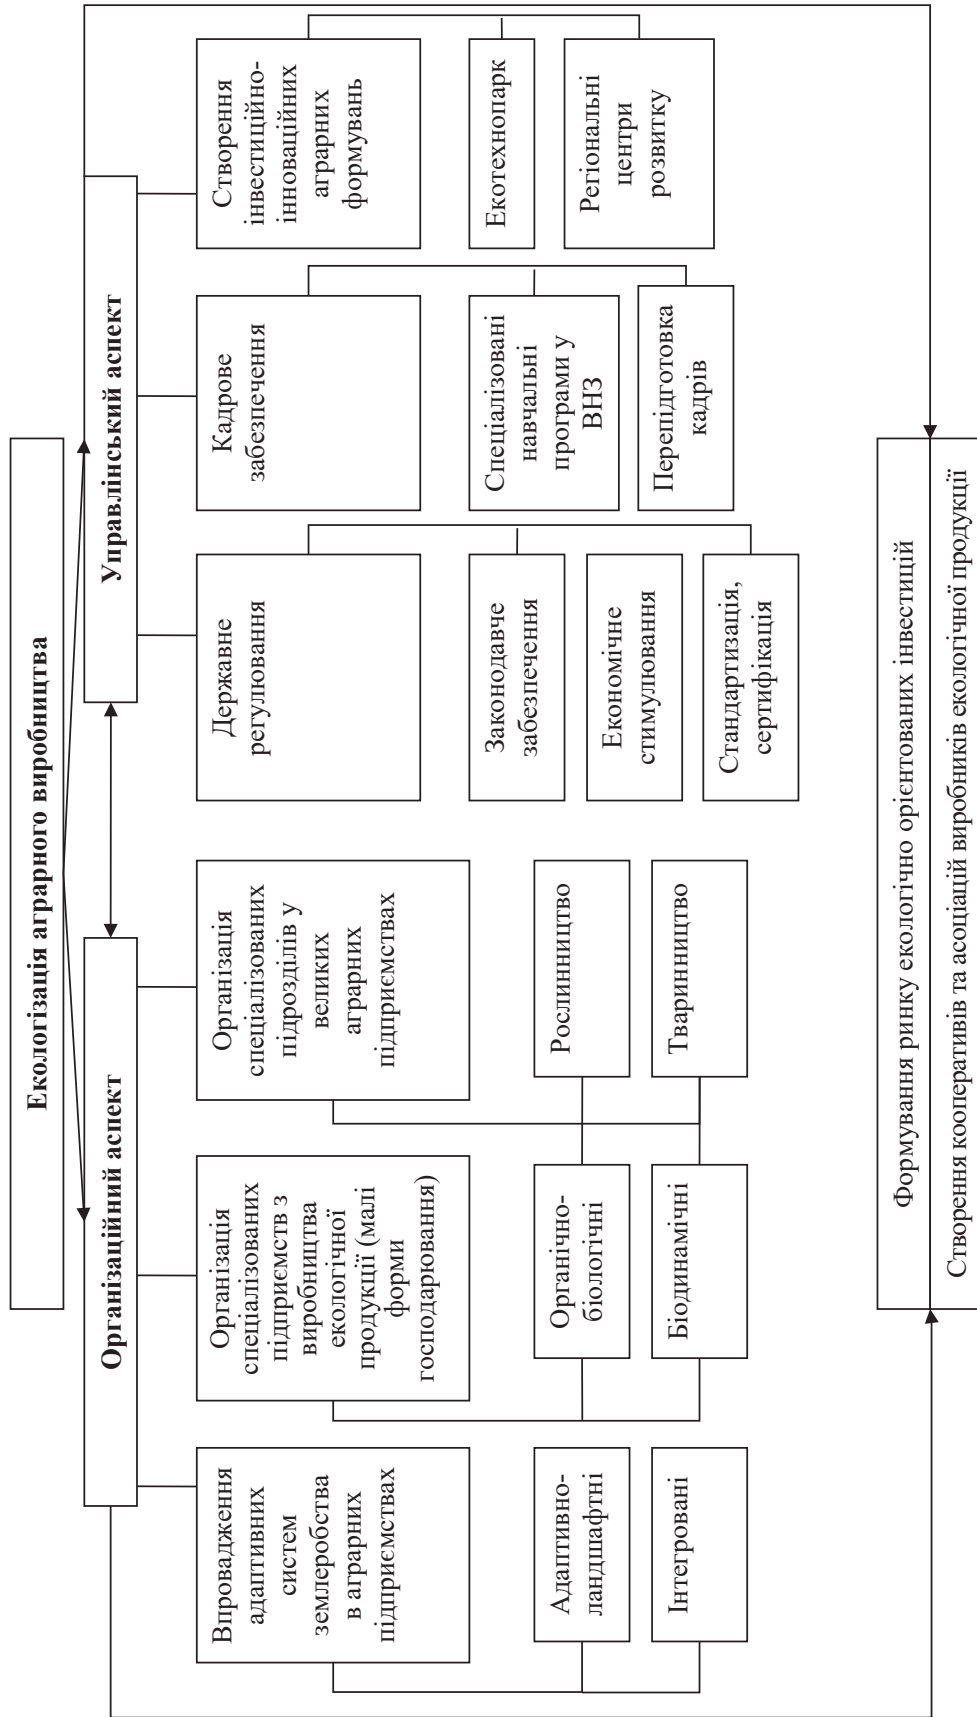 Екологізація аграрного виробництва
Організаційний аспект
Управлінський аспект
Впровадження
адаптивних
систем
землеробства
в аграрних
підприємствах
Адаптивно-
ландшафтні
Інтегровані
Організація
спеціалізованих
підприємств з
виробництва
екологічної
продукції (малі
форми
господарювання)
Органічно-
біологічні
Біодинамічні
Організація
спеціалізованих
підрозділів у
великих
аграрних
підприємствах
Рослинництво
Тваринництво
Державне
регулювання
Законодавче
забезпечення
Економічне
стимулювання
Стандартизація,
сертифікація
Кадрове
забезпечення
Спеціалізовані
навчальні
програми у
ВНЗ
Перепідготовка
кадрів
Створення
інвестиційно-
інноваційних
аграрних
формувань
Екотехнопарк
Регіональні
центри
розвитку
Формування ринку екологічно орієнтованих інвестицій
Створення кооперативів та асоціацій виробників екологічної продукції